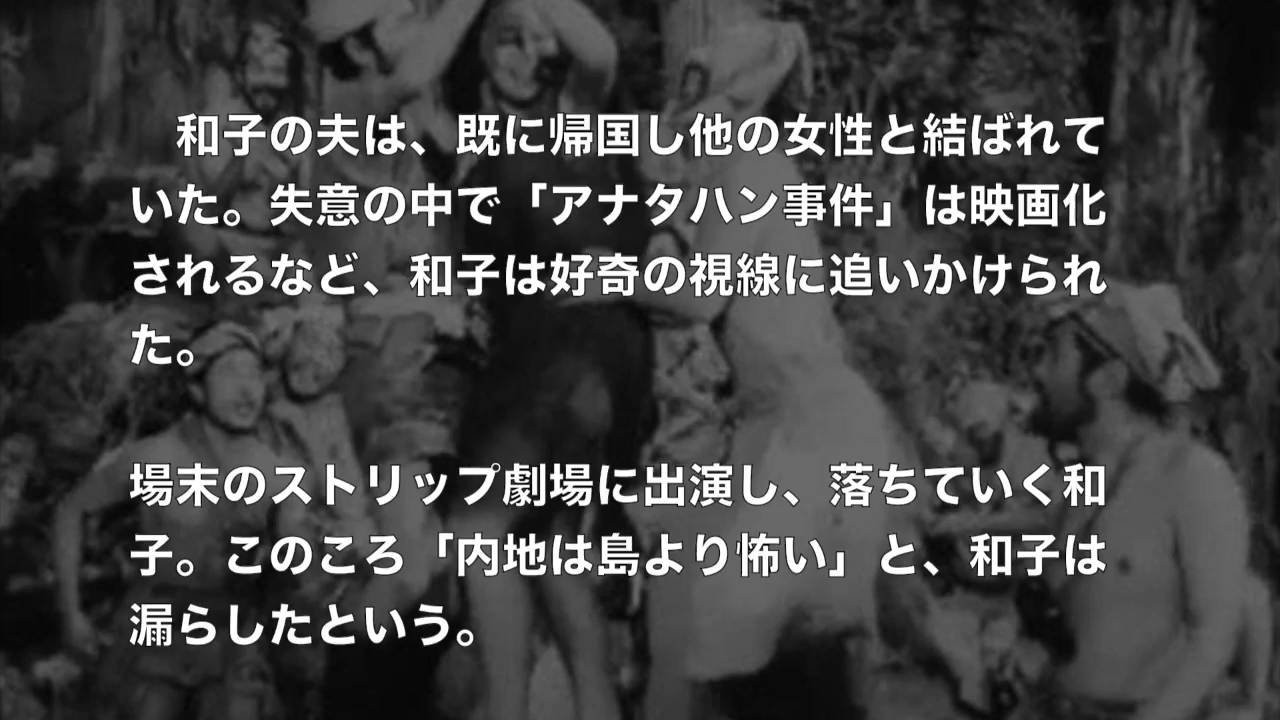 和子の夫は、既に帰国し他の女性と結ばれて
いた。失意の中で「アナタハン事件」は映画化
されるなど、和子は好奇の視線に追いかけられ
た。
場末のストリップ劇場に出演し、落ちていく和
子。このころ「内地は島より怖い」と、和子は
漏らしたという。